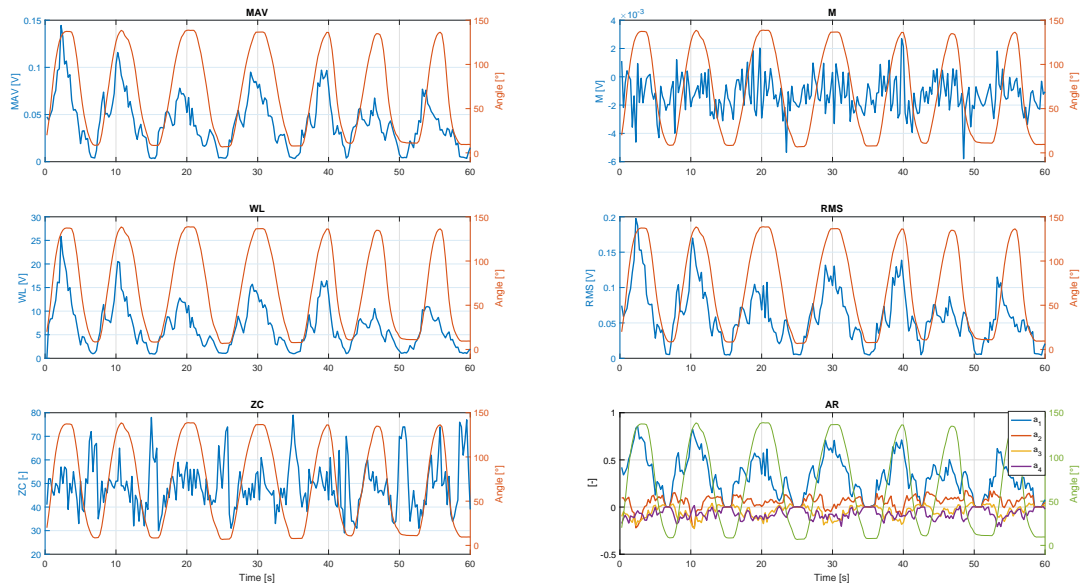 MAV
0.15
0.1
0.05
0
MAV [V]
150
100
50
0
Angle [°]
0 10 20 30 40 50 60
M
×10⁻³
4
2
0
-2
-4
-6
M [V]
150
100
50
0
Angle [°]
0 10 20 30 40 50 60
WL
30
25
20
15
10
5
0
WL [V]
150
100
50
0
Angle [°]
0 10 20 30 40 50 60
RMS
0.2
0.15
0.1
0.05
0
RMS [V]
150
100
50
0
Angle [°]
0 10 20 30 40 50 60
ZC
80
70
60
50
40
30
20
ZC [-]
150
100
50
0
Angle [°]
0 10 20 30 40 50 60
Time [s]
AR
1
0.5
0
-0.5
[-]
a₁
a₂
a₃
a₄
150
100
50
0
Angle [°]
0 10 20 30 40 50 60
Time [s]